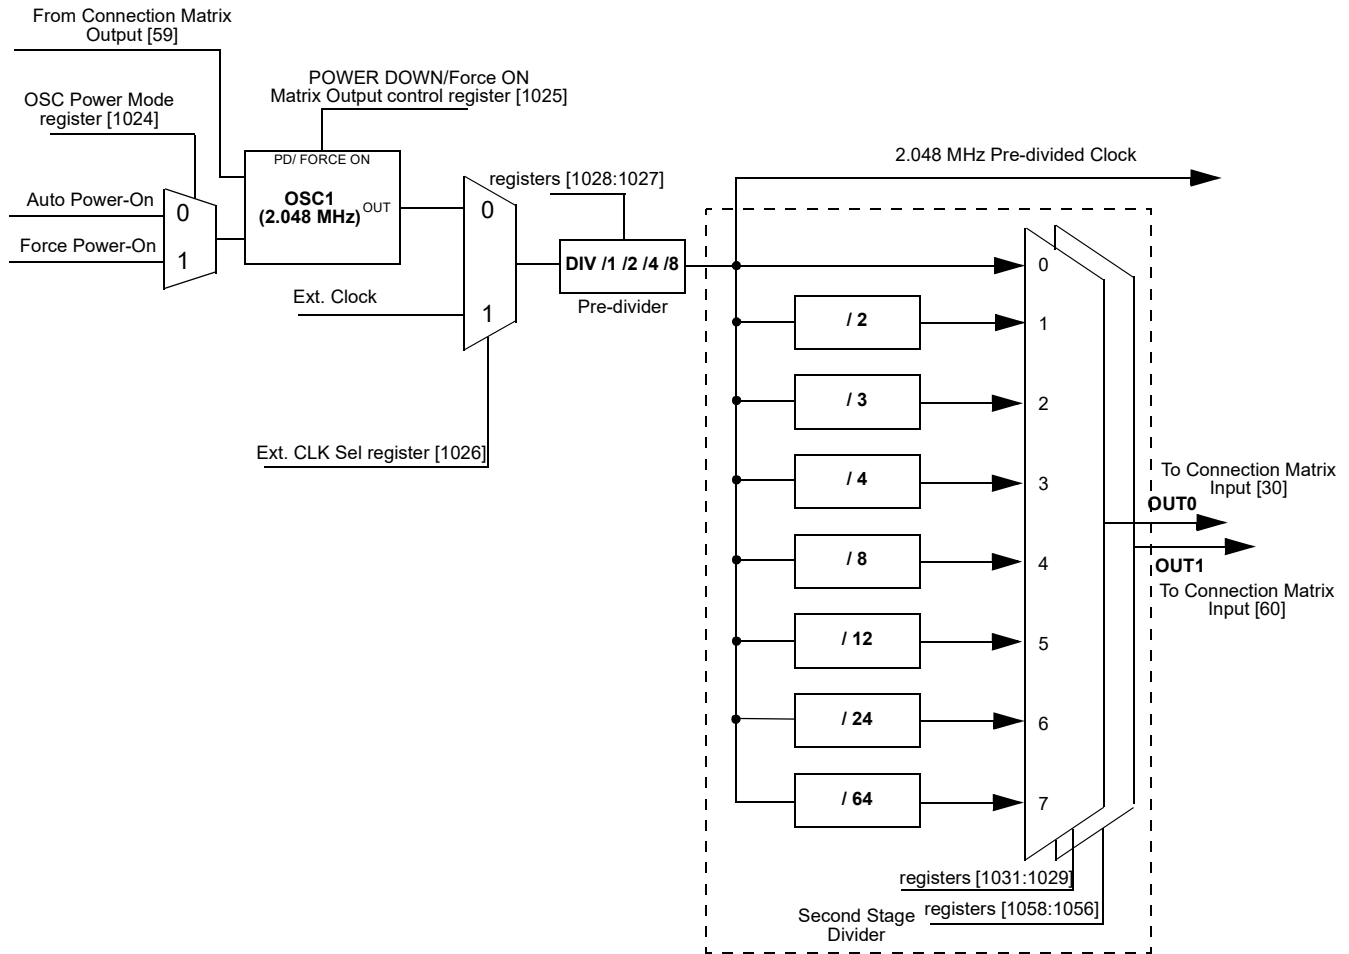 From Connection Matrix
Output [59]
POWER DOWN/Force ON
Matrix Output control register [1025]
OSC Power Mode
register [1024]
PD/ FORCE ON
OSC1
(2.048 MHz)
OUT
Auto Power-On
Force Power-On
0
1
Ext. Clock
0
1
Ext. CLK Sel register [1026]
registers [1028:1027]
DIV /1 /2 /4 /8
Pre-divider
2.048 MHz Pre-divided Clock
0
/ 2
1
/ 3
2
/ 4
3
/ 8
4
/ 12
5
/ 24
6
/ 64
7
To Connection Matrix
Input [30]
OUT0
OUT1
To Connection Matrix
Input [60]
registers [1031:1029]
registers [1058:1056]
Second Stage
Divider